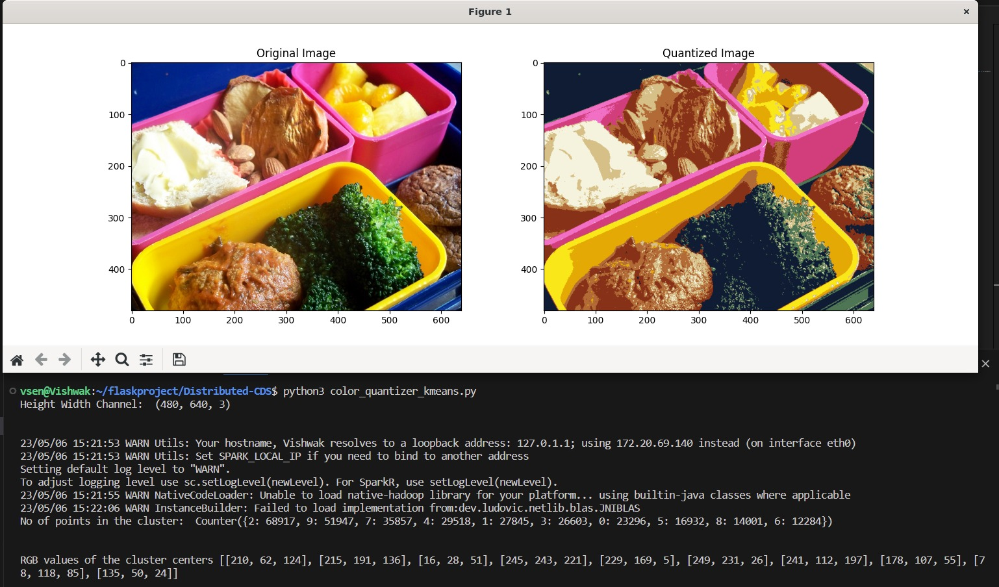 Figure 1
Original Image
Quantized Image
0
100
200
300
400
0 100 200 300 400 500 600
0
100
200
300
400
0 100 200 300 400 500 600
vsen@Vishwak:~/flaskproject/Distributed-CDS$ python3 color_quantizer_kmeans.py
Height Width Channel:  (480, 640, 3)
23/05/06 15:21:53 WARN Utils: Your hostname, Vishwak resolves to a loopback address: 127.0.1.1; using 172.20.69.140 instead (on interface eth0)
23/05/06 15:21:53 WARN Utils: Set SPARK_LOCAL_IP if you need to bind to another address
Setting default log level to "WARN".
To adjust logging level use sc.setLogLevel(newLevel). For SparkR, use setLogLevel(newLevel).
23/05/06 15:21:55 WARN NativeCodeLoader: Unable to load native-hadoop library for your platform... using builtin-java classes where applicable
23/05/06 15:22:06 WARN InstanceBuilder: Failed to load implementation from:dev.ludovic.netlib.blas.JNIBLAS
No of points in the cluster:  Counter({2: 68917, 9: 51947, 7: 35857, 4: 29518, 1: 27845, 3: 26603, 0: 23296, 5: 16932, 8: 14001, 6: 12284})
RGB values of the cluster centers [[210, 62, 124], [215, 191, 136], [16, 28, 51], [245, 243, 221], [229, 169, 5], [249, 231, 26], [241, 112, 197], [178, 107, 55], [7
8, 118, 85], [135, 50, 24]]